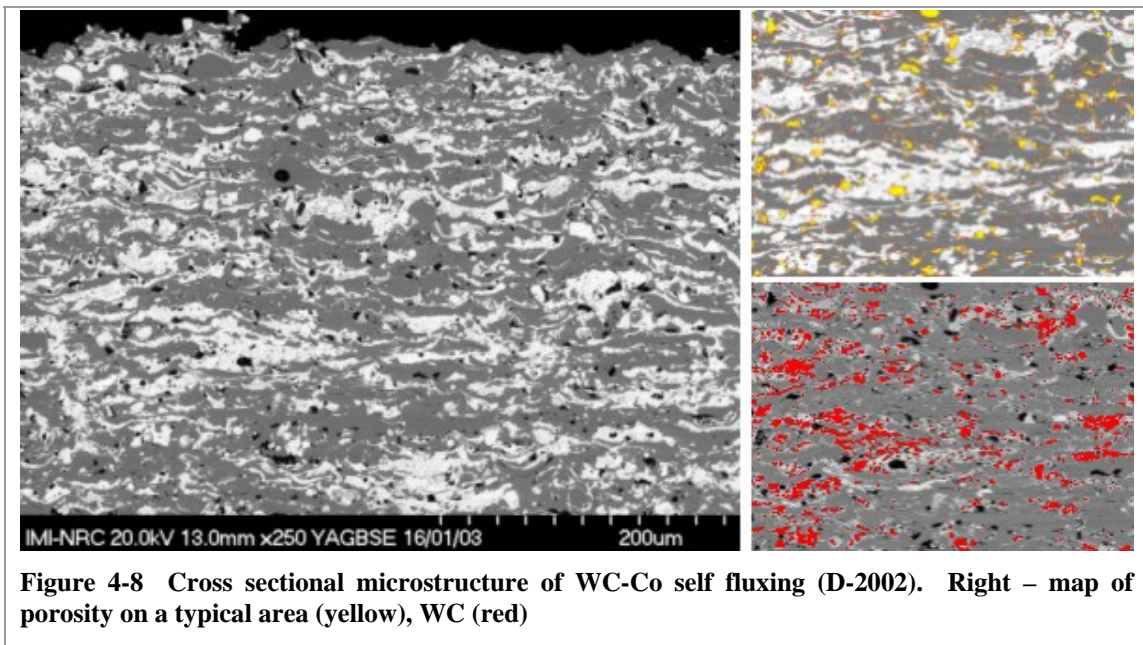 IMI-NRC 20.0kV 13.0mm x250 YAGBSE 16/01/03 200um
Figure 4-8 Cross sectional microstructure of WC-Co self fluxing (D-2002). Right – map of
porosity on a typical area (yellow), WC (red)